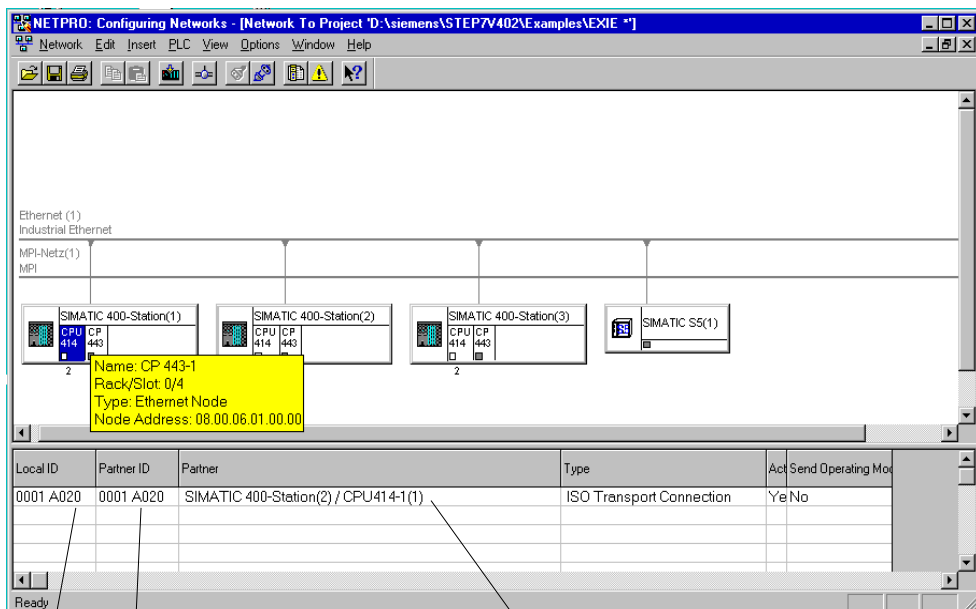 NETPRO: Configuring Networks - [Network To Project 'D:\siemens\STEP7V402\Examples\EXIE *']
Network Edit Insert PLC View Options Window Help
Ethernet (1)
Industrial Ethernet
MPI-Netz(1)
MPI
SIMATIC 400-Station(1) SIMATIC 400-Station(2) SIMATIC 400-Station(3) SIMATIC S5(1)
CPU CP CPU CP CPU CP
414 443 414 443 414 443
2 2
Name: CP 443-1
Rack/Slot: 0/4
Type: Ethernet Node
Node Address: 08.00.06.01.00.00
Local ID Partner ID Partner Type Act Send Operating Mod
0001 A020 0001 A020 SIMATIC 400-Station(2) / CPU414-1(1) ISO Transport Connection Ye No
Ready